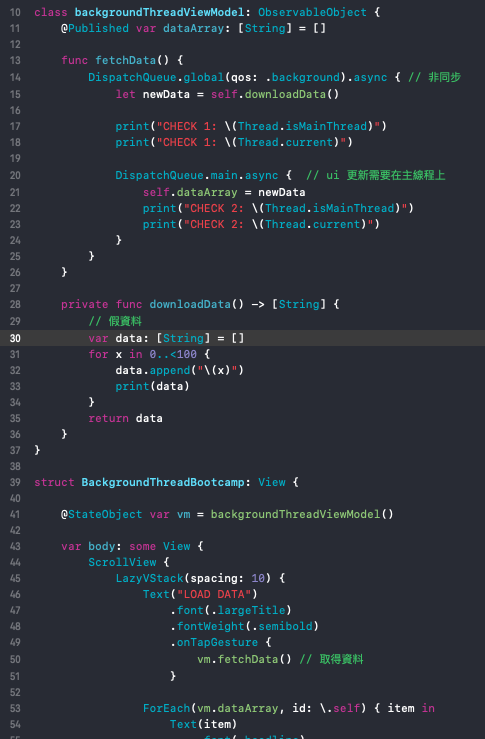 10 class backgroundThreadViewModel: ObservableObject {
11 @Published var dataArray: [String] = []
12
13 func fetchData() {
14 DispatchQueue.global(qos: .background).async { // 非同步
15 let newData = self.downloadData()
16
17 print("CHECK 1: \(Thread.isMainThread)")
18 print("CHECK 1: \(Thread.current)")
19
20 DispatchQueue.main.async {  // ui 更新需要在主線程上
21 self.dataArray = newData
22 print("CHECK 2: \(Thread.isMainThread)")
23 print("CHECK 2: \(Thread.current)")
24 }
25 }
26 }
27
28 private func downloadData() -> [String] {
29 // 假資料
30 var data: [String] = []
31 for x in 0..<100 {
32 data.append("\(x)")
33 print(data)
34 }
35 return data
36 }
37 }
38
39 struct BackgroundThreadBootcamp: View {
40
41 @StateObject var vm = backgroundThreadViewModel()
42
43 var body: some View {
44 ScrollView {
45 LazyVStack(spacing: 10) {
46 Text("LOAD DATA")
47 .font(.largeTitle)
48 .fontWeight(.semibold)
49 .onTapGesture {
50 vm.fetchData() // 取得資料
51 }
52
53 ForEach(vm.dataArray, id: \.self) { item in
54 Text(item)